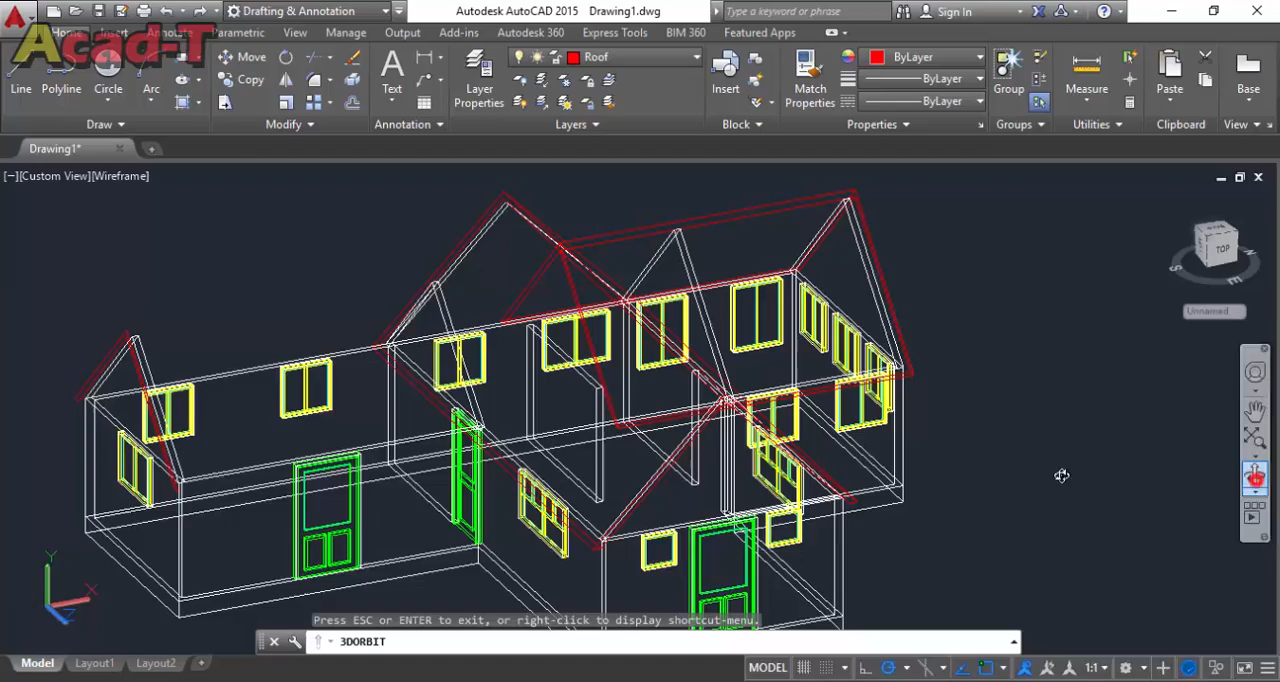 Autodesk AutoCAD 2015 Drawing1.dwg
Drafting & Annotation
Type a keyword or phrase
Sign In
Acad-T
Home Insert Annotate Parametric View Manage Output Add-ins Autodesk 360 Express Tools BIM 360 Featured Apps
Line Polyline Circle Arc
Draw
Move
Copy
Modify
Text
Annotation
Layer Properties
Roof
Layers
Insert
Block
Match Properties
ByLayer
ByLayer
ByLayer
Properties
Group
Groups
Measure
Utilities
Paste
Clipboard
Base
View
Drawing1*
[−][Custom View][Wireframe]
TOP
S
E
N
Unnamed
Y
X
Z
Press ESC or ENTER to exit, or right-click to display shortcut-menu.
3DORBIT
Model Layout1 Layout2 +
MODEL
1:1